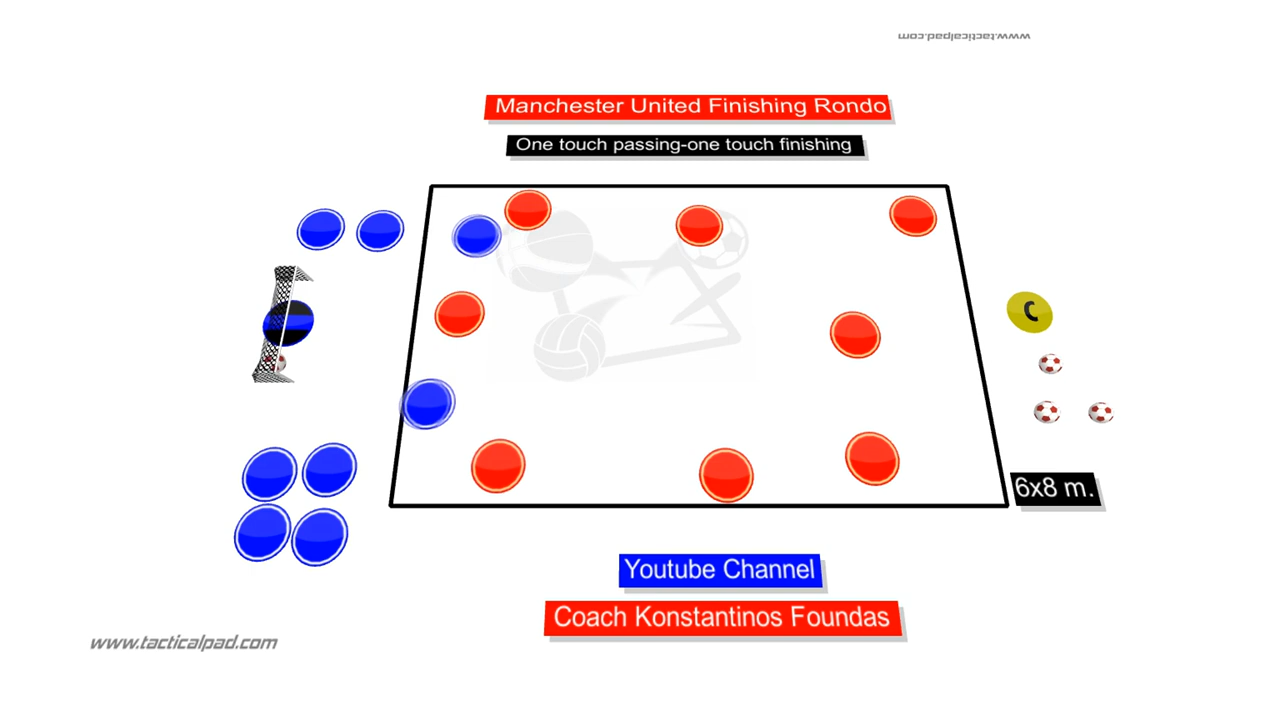 www.tacticalpad.com
Manchester United Finishing Rondo
One touch passing-one touch finishing
C
6x8 m.
Youtube Channel
Coach Konstantinos Foundas
www.tacticalpad.com